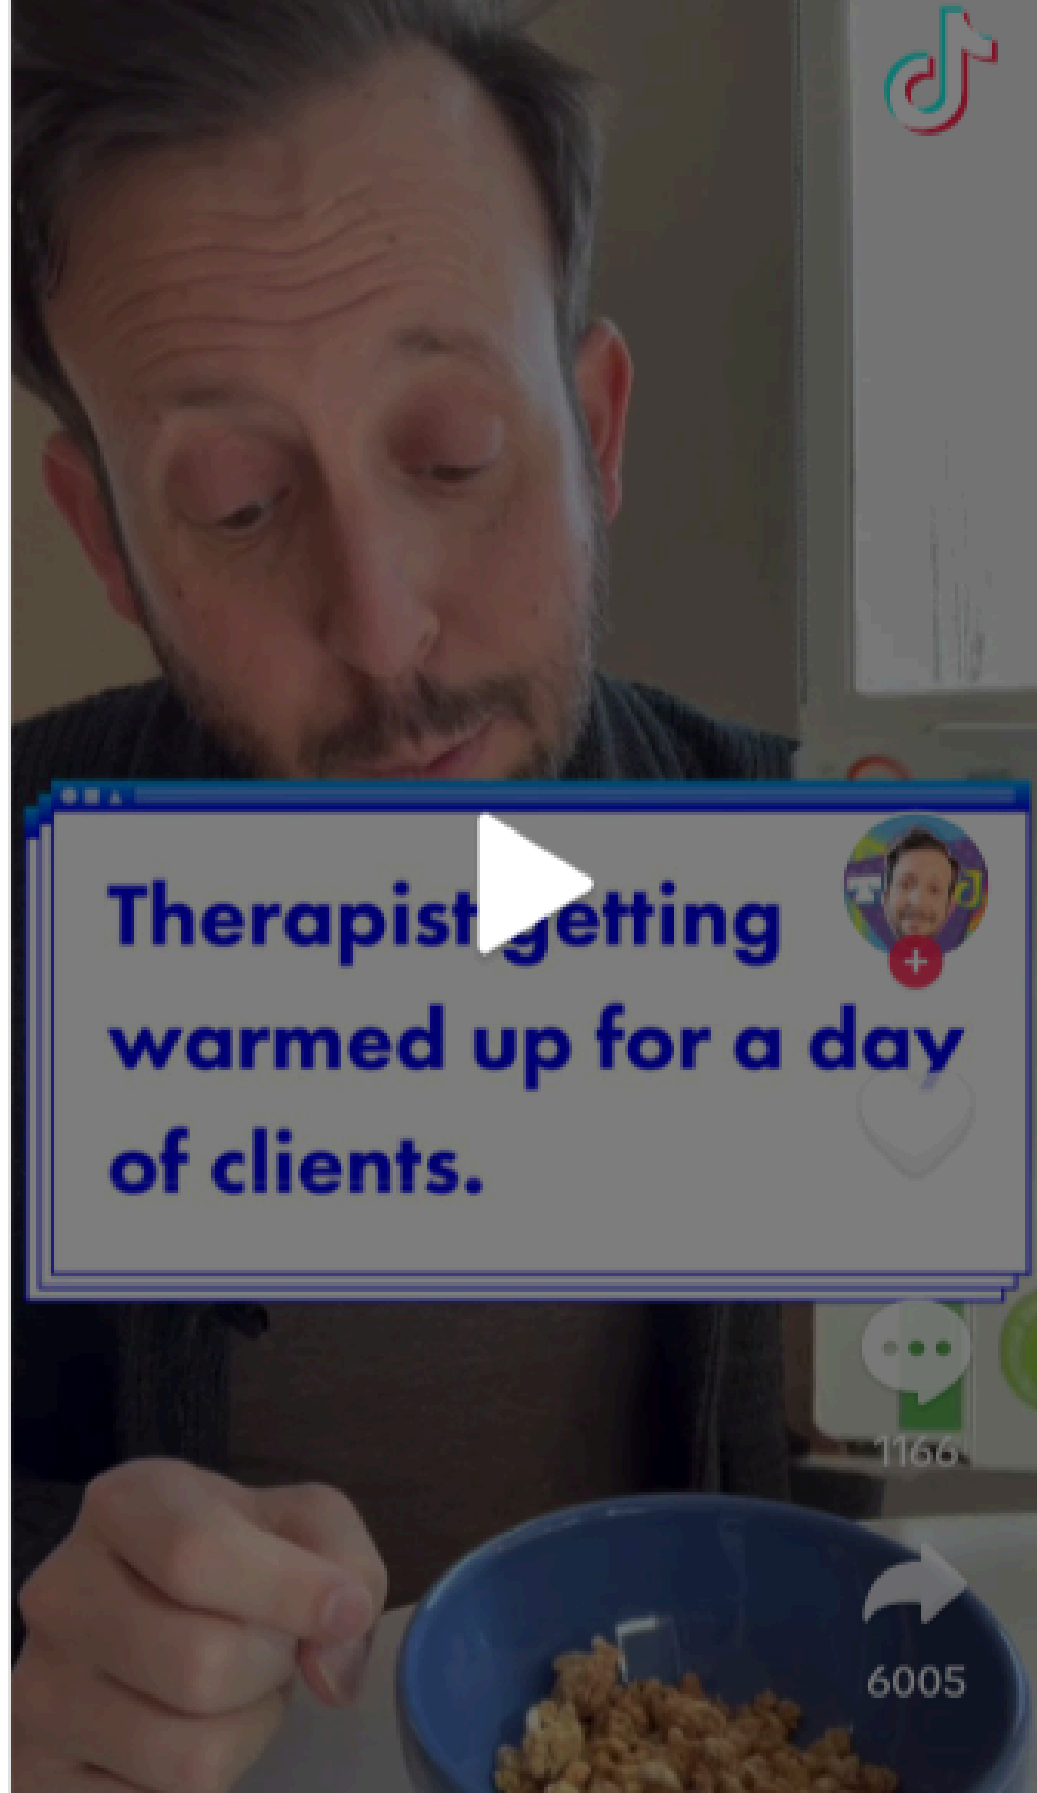 Therapist getting
warmed up for a day
of clients.
1166
6005